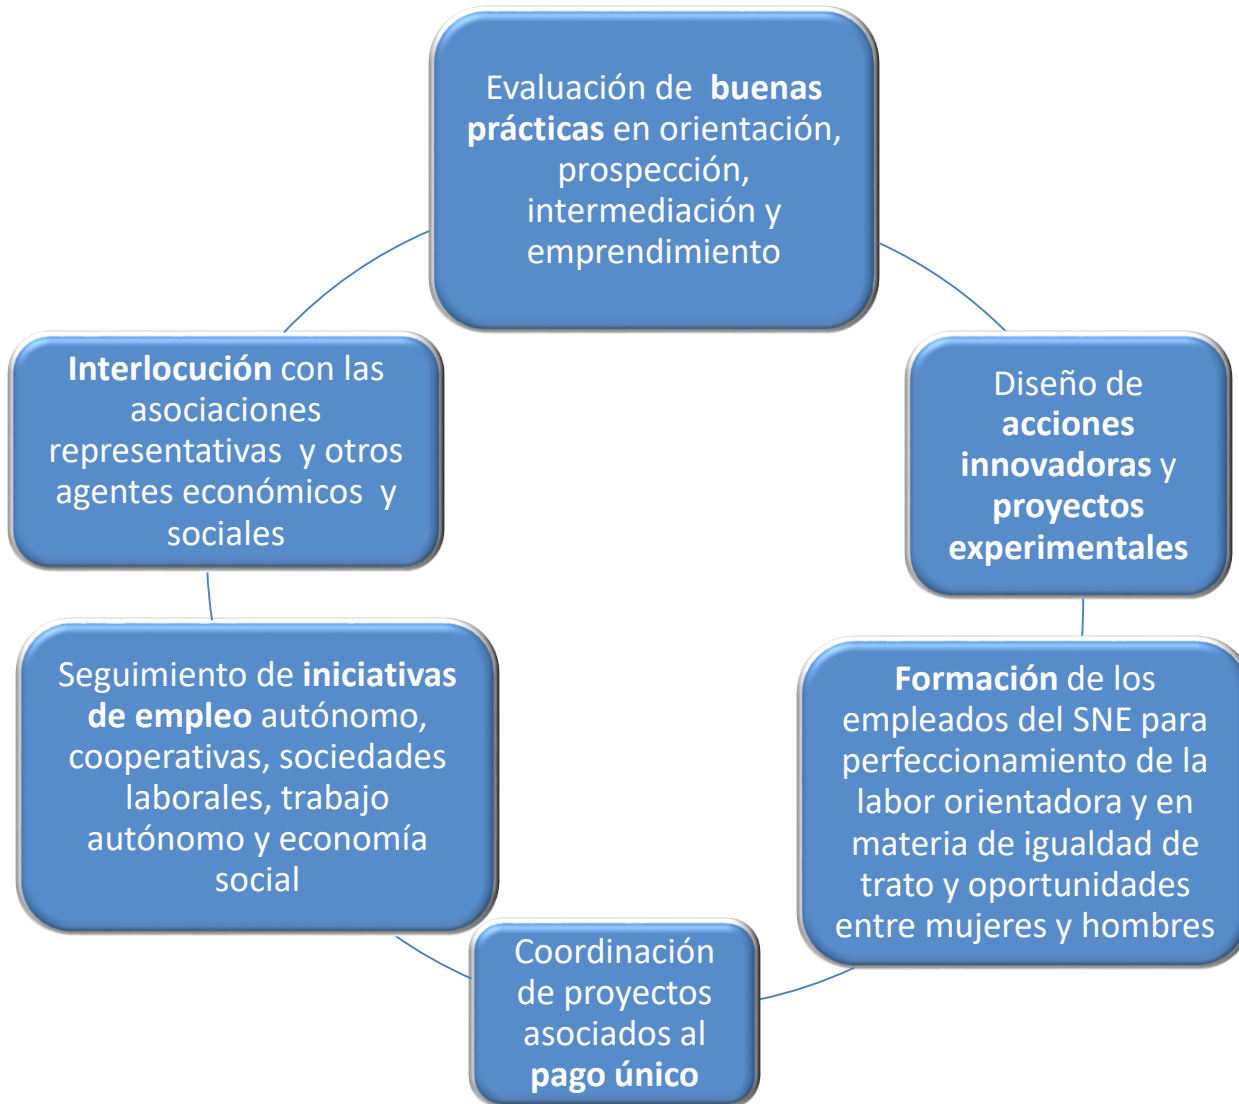 Evaluación de buenas
prácticas en orientación,
prospección,
intermediación y
emprendimiento
Diseño de
acciones
innovadoras y
proyectos
experimentales
Formación de los
empleados del SNE para
perfeccionamiento de la
labor orientadora y en
materia de igualdad de
trato y oportunidades
entre mujeres y hombres
Coordinación
de proyectos
asociados al
pago único
Seguimiento de iniciativas
de empleo autónomo,
cooperativas, sociedades
laborales, trabajo
autónomo y economía
social
Interlocución con las
asociaciones
representativas y otros
agentes económicos y
sociales